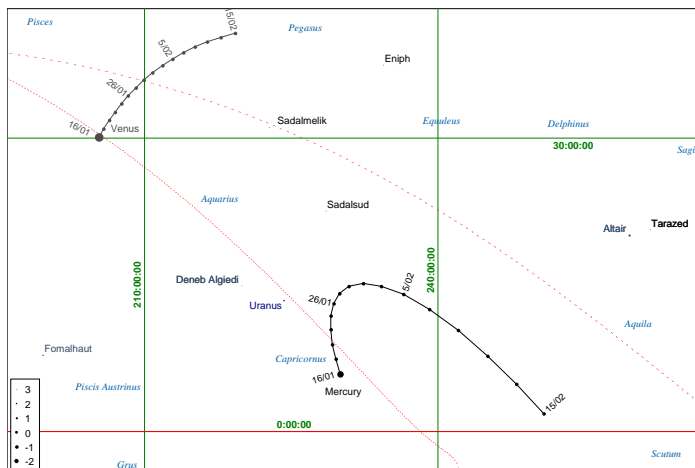 Pisces
15/02
Pegasus
5/02
Eniph
26/01
16/01
Venus
Sadalmelik
Equuleus
Delphinus
30:00:00
Sagi
Aquarius
Sadalsud
Altair
Tarazed
210:00:00
240:00:00
Deneb Algiedi
Uranus
26/01
5/02
Aquila
Fomalhaut
Capricornus
16/01
Mercury
Piscis Austrinus
15/02
0:00:00
3
2
1
0
-1
-2
Grus
Scutum